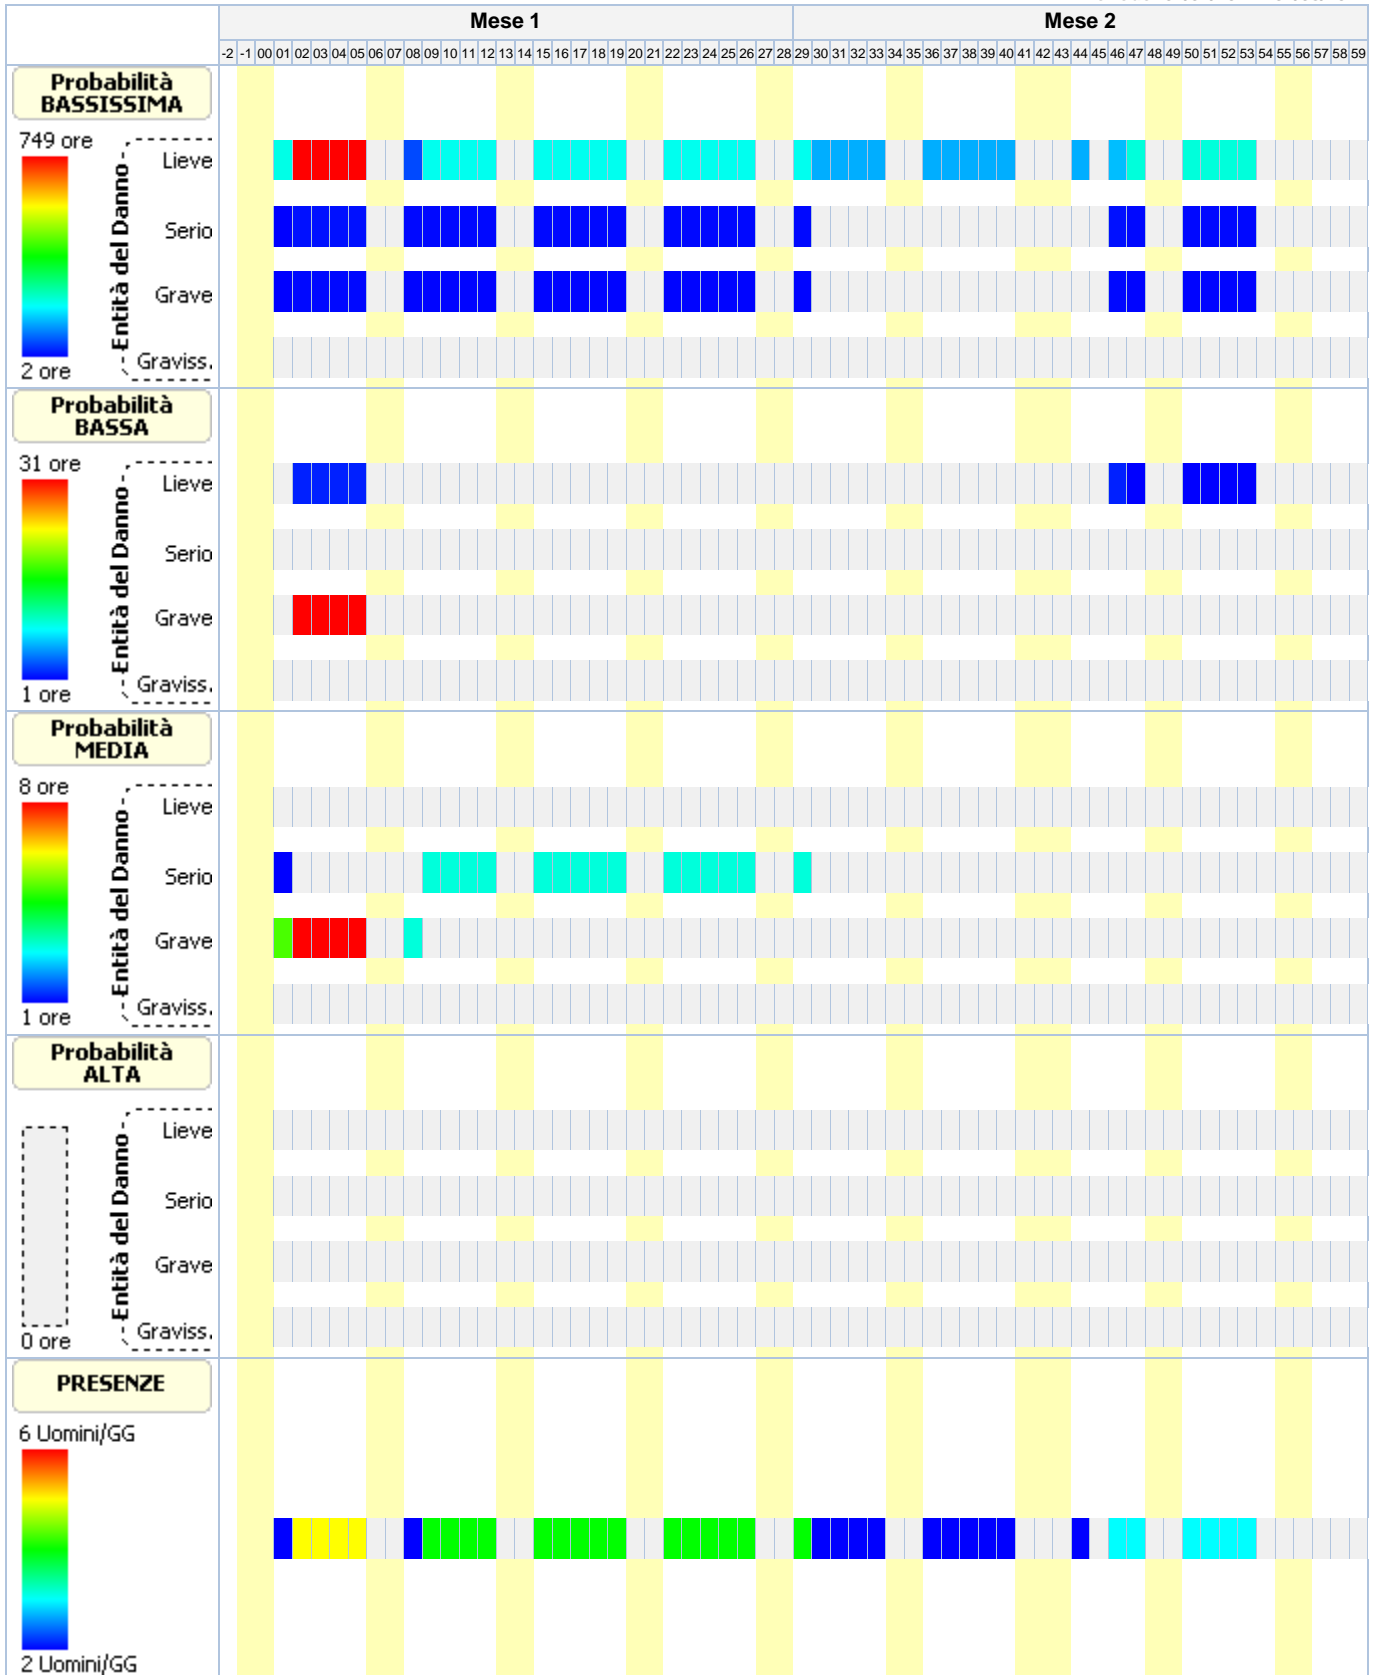 Mese 1 Mese 2
-2 -1 00 01 02 03 04 05 06 07 08 09 10 11 12 13 14 15 16 17 18 19 20 21 22 23 24 25 26 27 28 29 30 31 32 33 34 35 36 37 38 39 40 41 42 43 44 45 46 47 48 49 50 51 52 53 54 55 56 57 58 59
Probabilità
BASSISSIMA
749 ore
Entità del Danno
Lieve
Serio
Grave
Graviss.
2 ore
Probabilità
BASSA
31 ore
Entità del Danno
Lieve
Serio
Grave
Graviss.
1 ore
Probabilità
MEDIA
8 ore
Entità del Danno
Lieve
Serio
Grave
Graviss.
1 ore
Probabilità
ALTA
Entità del Danno
Lieve
Serio
Grave
Graviss.
0 ore
PRESENZE
6 Uomini/GG
2 Uomini/GG